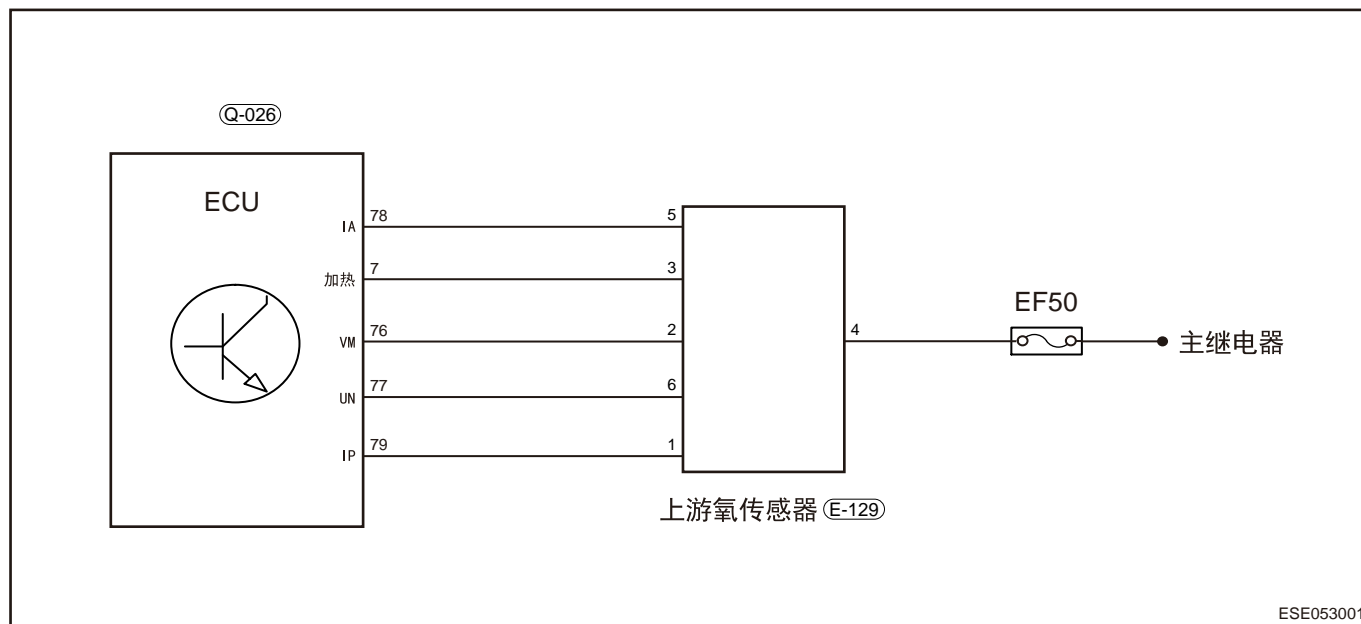 Q-026
ECU
IA 78 5
加热 7 3
EF50
VM 76 2 4 主继电器
UN 77 6
IP 79 1
上游氧传感器 E-129
ESE053001